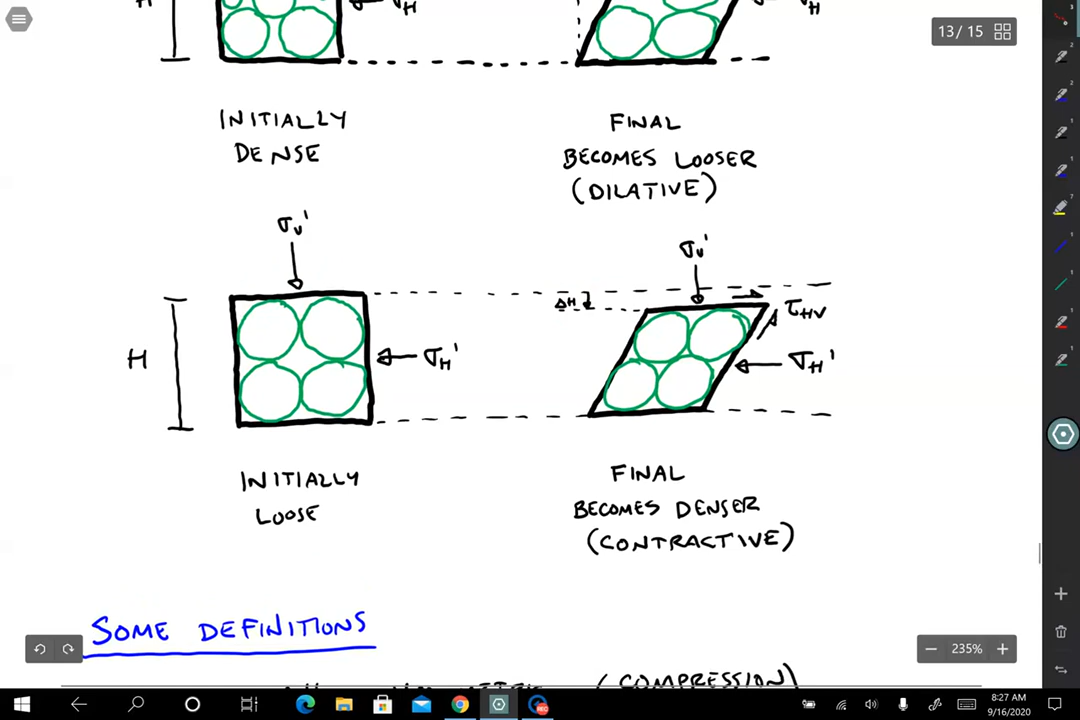 H
13 / 15
INITIALLY
DENSE
FINAL
BECOMES LOOSER
(DILATIVE)
σv'
σv'
ΔH
τHV
H
σH'
σH'
INITIALLY
LOOSE
FINAL
BECOMES DENSER
(CONTRACTIVE)
SOME DEFINITIONS
235%
(COMPRESSION)
8:27 AM
9/16/2020